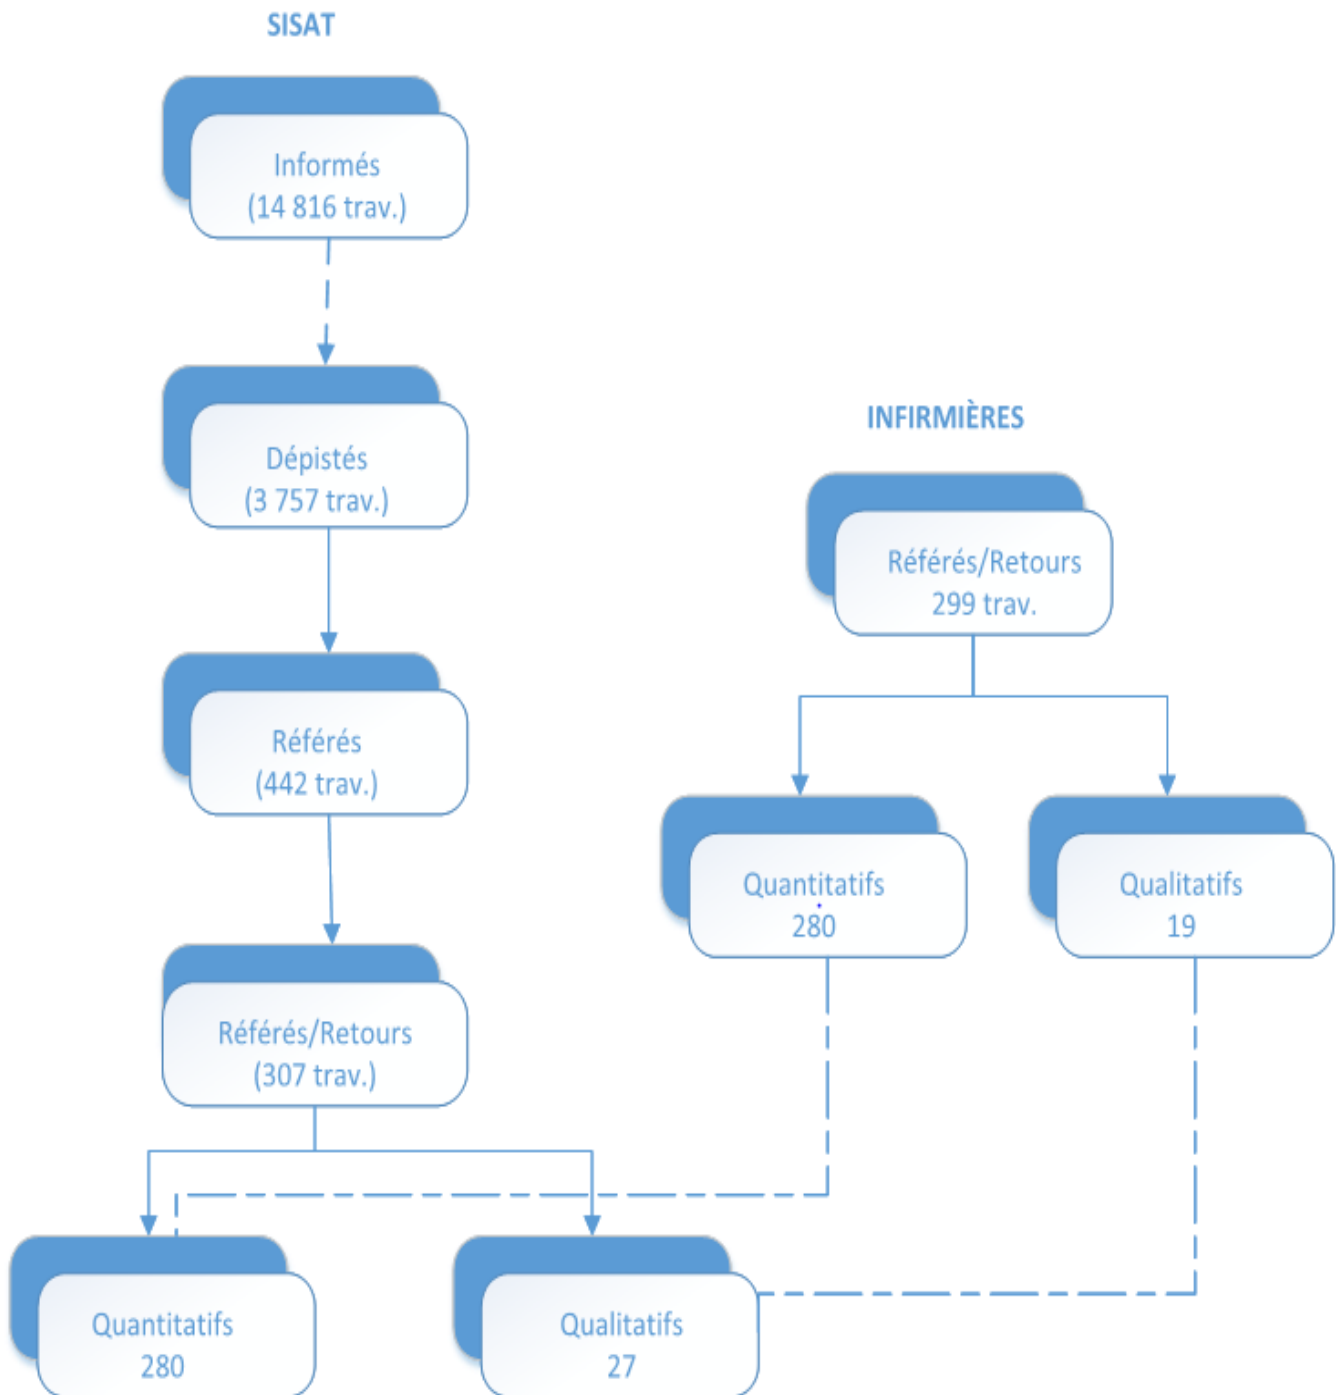 SISAT
Informés
(14 816 trav.)
Dépistés
(3 757 trav.)
Référés
(442 trav.)
Référés/Retours
(307 trav.)
Quantitatifs
280
Qualitatifs
27
INFIRMIÈRES
Référés/Retours
299 trav.
Quantitatifs
280
Qualitatifs
19